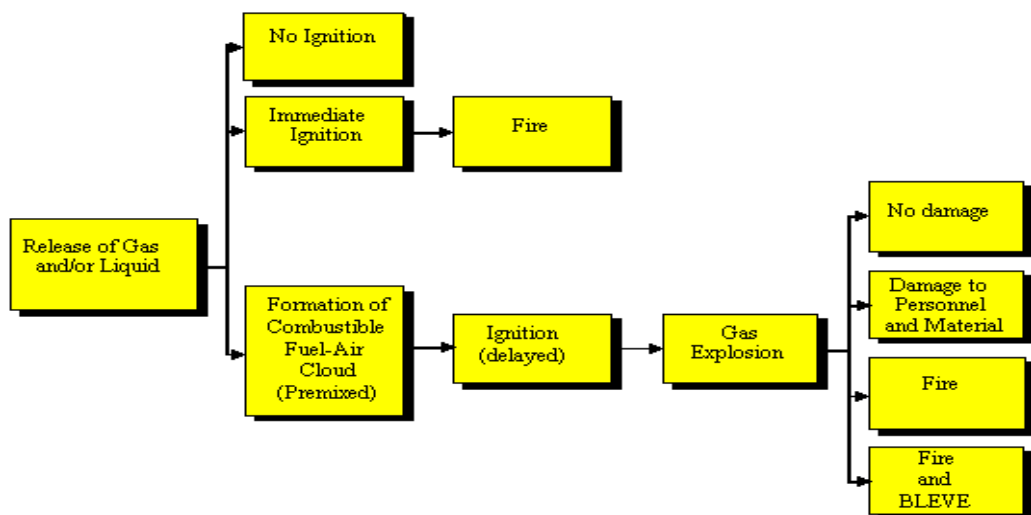 No Ignition
Immediate
Ignition
Fire
Release of Gas
and/or Liquid
Formation of
Combustible
Fuel-Air
Cloud
(Premixed)
Ignition
(delayed)
Gas
Explosion
No damage
Damage to
Personnel
and Material
Fire
Fire
and
BLEVE